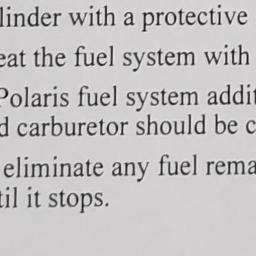 linder with a protective
eat the fuel system with
Polaris fuel system addit
d carburetor should be c
eliminate any fuel rema
til it stops.